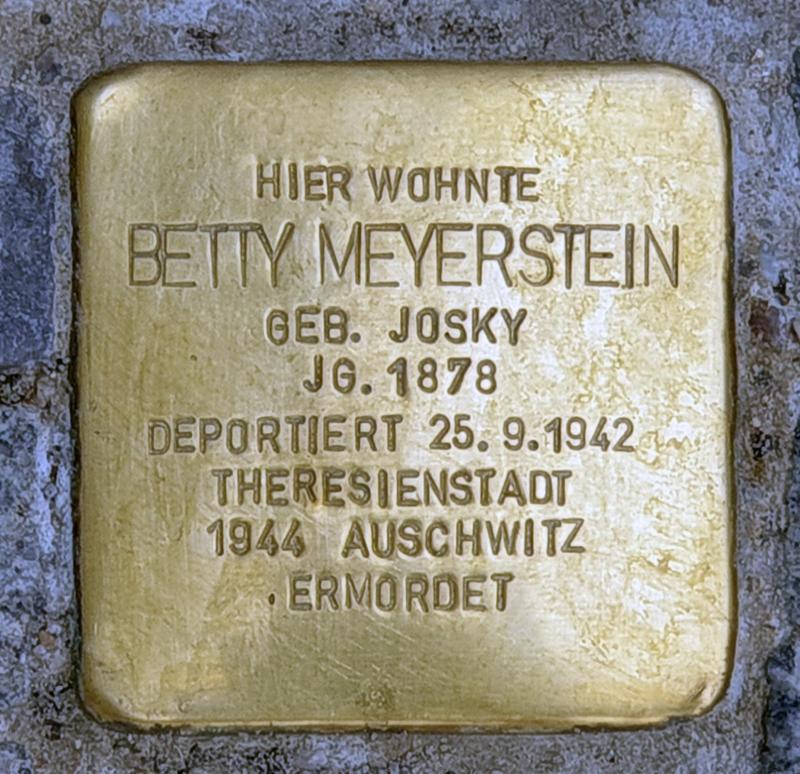 HIER WOHNTE
BETTY MEYERSTEIN
GEB. JOSKY
JG. 1878
DEPORTIERT 25.9.1942
THERESIENSTADT
1944 AUSCHWITZ
ERMORDET